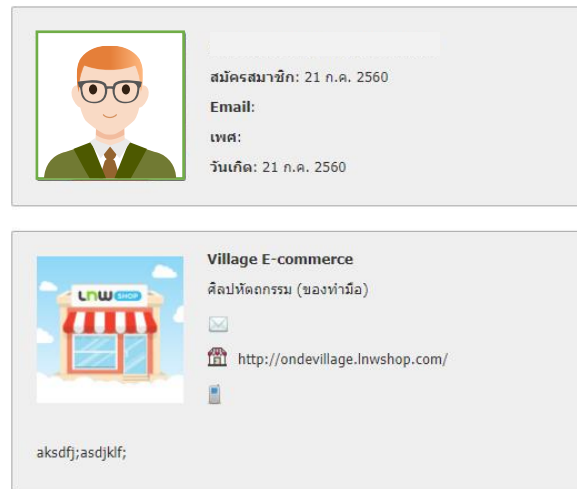 สมัครสมาชิก: 21 ก.ค. 2560
Email:
เพศ:
วันเกิด: 21 ก.ค. 2560
Village E-commerce
LnW SHOP
ศิลปหัตถกรรม (ของทำมือ)
http://ondevillage.lnwshop.com/
aksdfj;asdjklf;